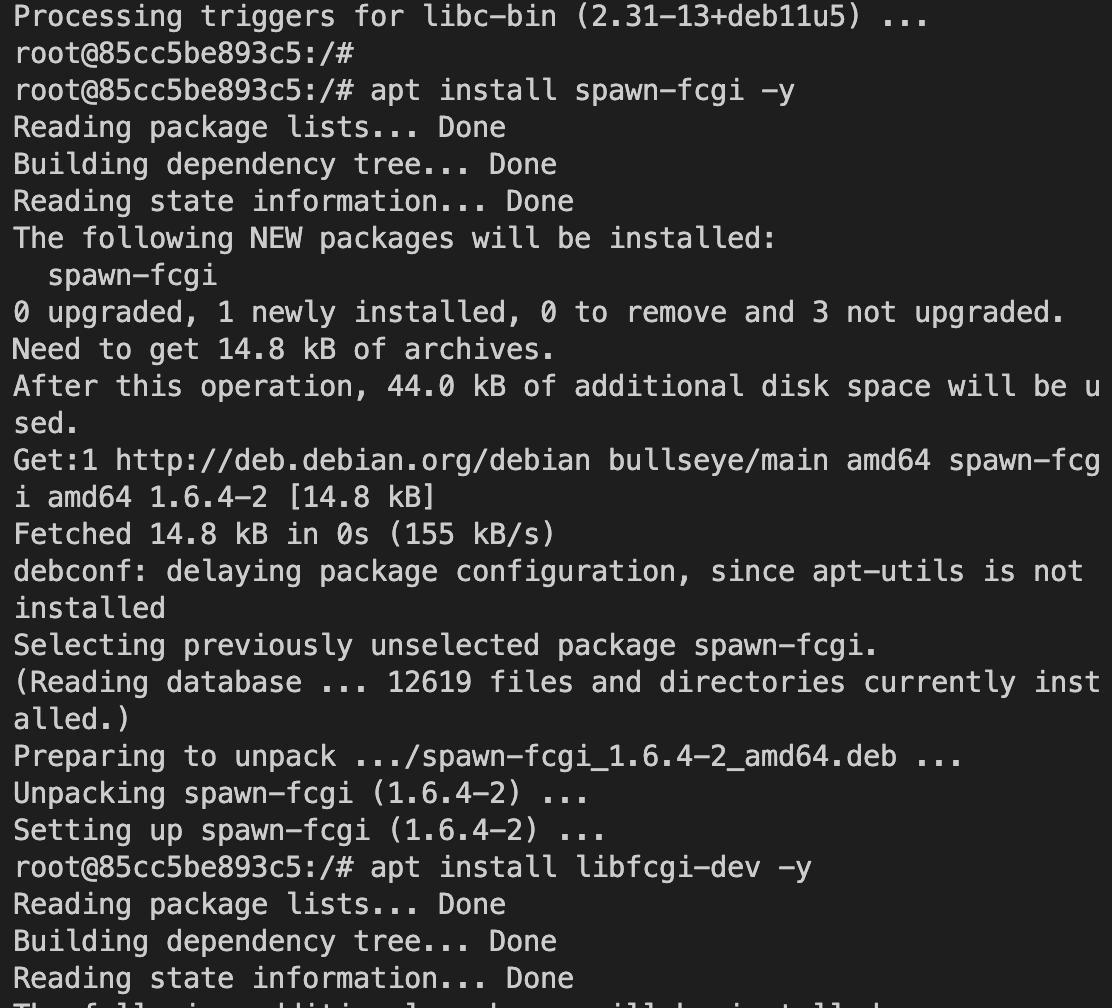 Processing triggers for libc-bin (2.31-13+deb11u5) ...
root@85cc5be893c5:/#
root@85cc5be893c5:/# apt install spawn-fcgi -y
Reading package lists... Done
Building dependency tree... Done
Reading state information... Done
The following NEW packages will be installed:
  spawn-fcgi
0 upgraded, 1 newly installed, 0 to remove and 3 not upgraded.
Need to get 14.8 kB of archives.
After this operation, 44.0 kB of additional disk space will be u
sed.
Get:1 http://deb.debian.org/debian bullseye/main amd64 spawn-fcg
i amd64 1.6.4-2 [14.8 kB]
Fetched 14.8 kB in 0s (155 kB/s)
debconf: delaying package configuration, since apt-utils is not
installed
Selecting previously unselected package spawn-fcgi.
(Reading database ... 12619 files and directories currently inst
alled.)
Preparing to unpack .../spawn-fcgi_1.6.4-2_amd64.deb ...
Unpacking spawn-fcgi (1.6.4-2) ...
Setting up spawn-fcgi (1.6.4-2) ...
root@85cc5be893c5:/# apt install libfcgi-dev -y
Reading package lists... Done
Building dependency tree... Done
Reading state information... Done